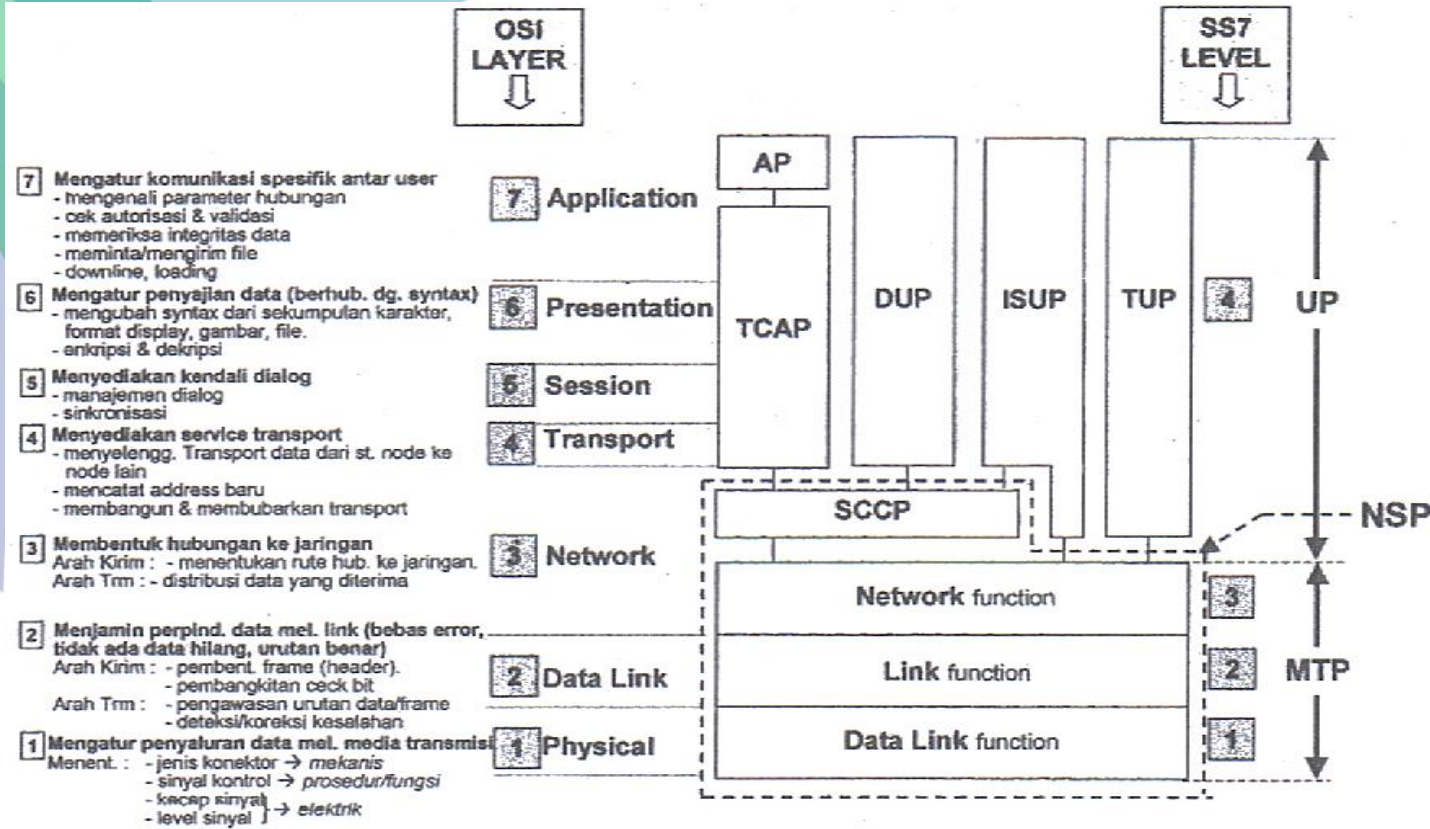 OSI
LAYER
SS7
LEVEL
7 Mengatur komunikasi spesifik antar user
- mengenali parameter hubungan
- cek autorisasi & validasi
- memeriksa integritas data
- meminta/mengirim file
- downline, loading
6 Mengatur penyajian data (berhub. dg. syntax)
- mengubah syntax dari sekumpulan karakter,
format display, gambar, file.
- enkripsi & dekripsi
5 Menyediakan kendali dialog
- manajemen dialog
- sinkronisasi
4 Menyediakan service transport
- menyelengg. Transport data dari st. node ke
node lain
- mencatat address baru
- membangun & membubarkan transport
3 Membentuk hubungan ke jaringan
Arah Kirim : - menentukan rute hub. ke jaringan.
Arah Trm : - distribusi data yang diterima
2 Menjamin perpind. data mel. link (bebas error,
tidak ada data hilang, urutan benar)
Arah Kirim : - pembent. frame (header).
- pembangkitan ceck bit
Arah Trm : - pengawasan urutan data/frame
- deteksi/koreksi kesalahan
1 Mengatur penyaluran data mel. media transmisi
Menent. : - jenis konektor → mekanis
- sinyal kontrol → prosedur/fungsi
- kecep sinyal
- level sinyal } → elektrik
7 Application
6 Presentation
5 Session
4 Transport
3 Network
2 Data Link
1 Physical
AP
TCAP
DUP
ISUP
TUP
4
UP
SCCP
NSP
Network function
3
Link function
2
MTP
Data Link function
1